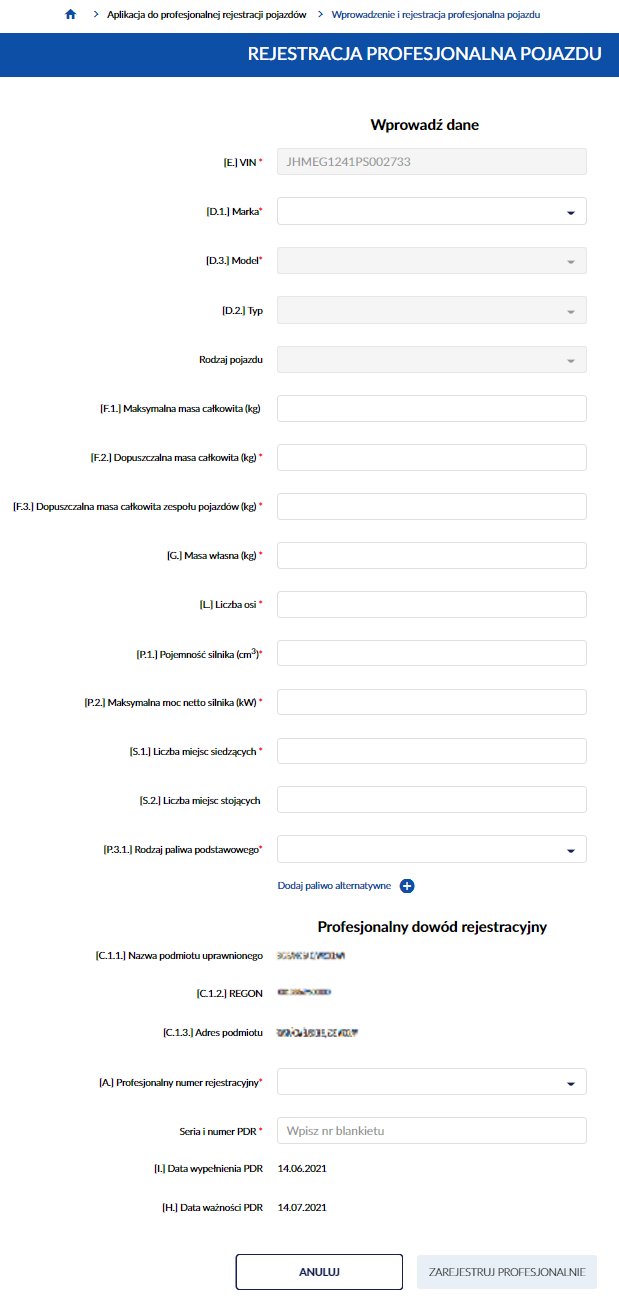 Aplikacja do profesjonalnej rejestracji pojazdów > Wprowadzenie i rejestracja profesjonalna pojazdu
REJESTRACJA PROFESJONALNA POJAZDU
Wprowadź dane
[E.] VIN * JHMEG1241PS002733
[D.1.] Marka*
[D.3.] Model*
[D.2.] Typ
Rodzaj pojazdu
[F.1.] Maksymalna masa całkowita (kg)
[F.2.] Dopuszczalna masa całkowita (kg) *
[F.3.] Dopuszczalna masa całkowita zespołu pojazdów (kg) *
[G.] Masa własna (kg) *
[L.] Liczba osi *
[P.1.] Pojemność silnika (cm³)*
[P.2.] Maksymalna moc netto silnika (kW) *
[S.1.] Liczba miejsc siedzących *
[S.2.] Liczba miejsc stojących
[P.3.1.] Rodzaj paliwa podstawowego*
Dodaj paliwo alternatywne
Profesjonalny dowód rejestracyjny
[C.1.1.] Nazwa podmiotu uprawnionego
[C.1.2.] REGON
[C.1.3.] Adres podmiotu
[A.] Profesjonalny numer rejestracyjny*
Seria i numer PDR * Wpisz nr blankietu
[I.] Data wypełnienia PDR 14.06.2021
[H.] Data ważności PDR 14.07.2021
ANULUJ ZAREJESTRUJ PROFESJONALNIE